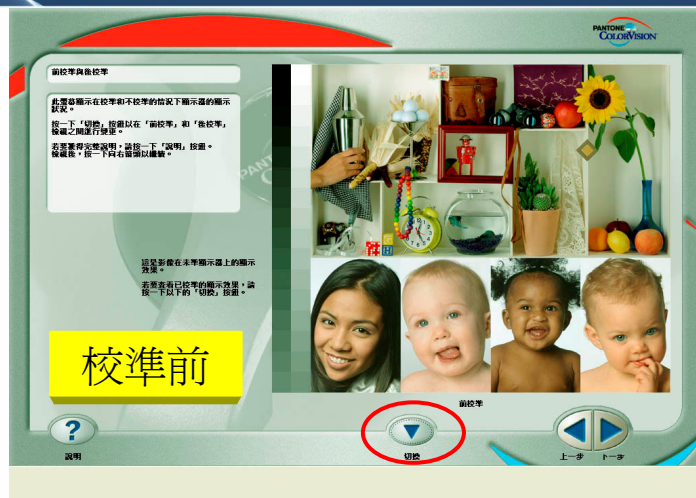 PANTONE
COLORVISION
前校準與後校準
此螢幕顯示在校準和不校準的情況下顯示器的顯示
狀況。
按一下「切換」按鈕以在「前校準」和「後校準」
檢視之間進行變更。
若要獲得完整說明，請按一下「說明」按鈕。
檢視後，按一下向右箭頭以繼續。
這是影像在未準顯示器上的顯示
效果。
若要查看已校準的顯示效果，請
按一下以下的「切換」按鈕。
校準前
前校準
?
說明
切換
上一步 下一步